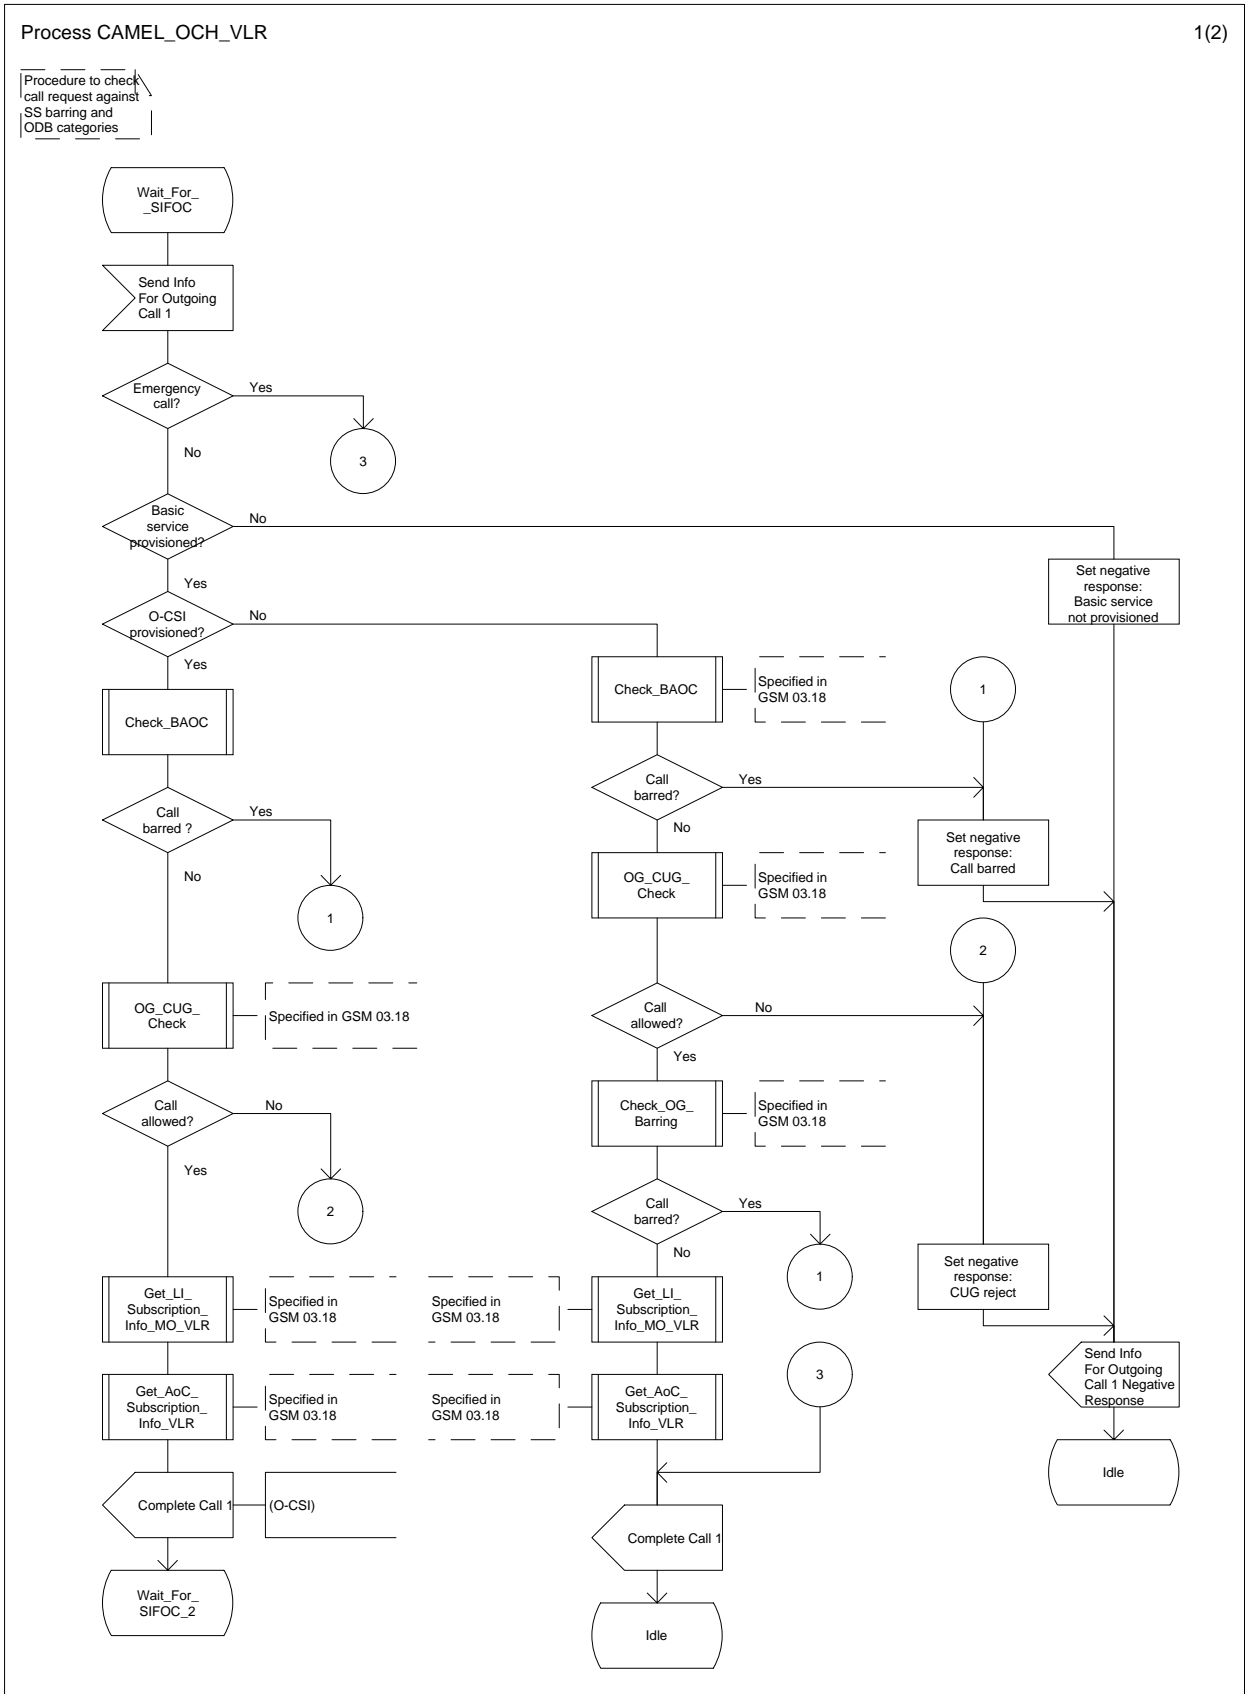 Process CAMEL_OCH_VLR
1(2)
Procedure to check
call request against
SS barring and
ODB categories
Wait_For_
_SIFOC
Send Info
For Outgoing
Call 1
Emergency
call?
Yes
3
No
Basic
service
provisioned?
No
Set negative
response:
Basic service
not provisioned
Yes
O-CSI
provisioned?
No
Yes
Check_BAOC
Check_BAOC
Specified in
GSM 03.18
1
Call
barred?
Yes
No
Call
barred ?
Yes
No
1
Set negative
response:
Call barred
OG_CUG_
Check
Specified in
GSM 03.18
2
OG_CUG_
Check
Specified in GSM 03.18
Call
allowed?
No
Yes
Call
allowed?
No
Yes
2
Check_OG_
Barring
Specified in
GSM 03.18
Call
barred?
Yes
No
1
Set negative
response:
CUG reject
Get_LI_
Subscription_
Info_MO_VLR
Specified in
GSM 03.18
Specified in
GSM 03.18
Get_LI_
Subscription_
Info_MO_VLR
3
Send Info
For Outgoing
Call 1 Negative
Response
Get_AoC_
Subscription_
Info_VLR
Specified in
GSM 03.18
Specified in
GSM 03.18
Get_AoC_
Subscription_
Info_VLR
Idle
Complete Call 1
(O-CSI)
Complete Call 1
Wait_For_
SIFOC_2
Idle